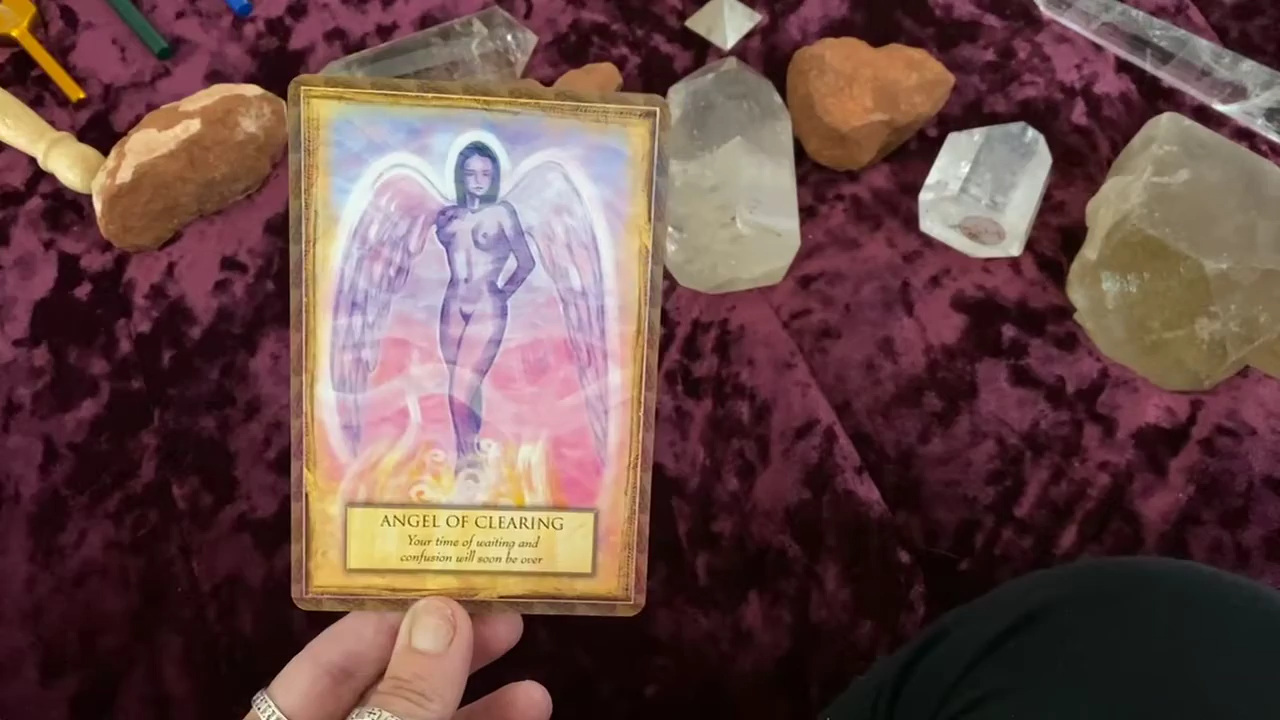 ANGEL OF CLEARING
Your time of waiting and
confusion will soon be over